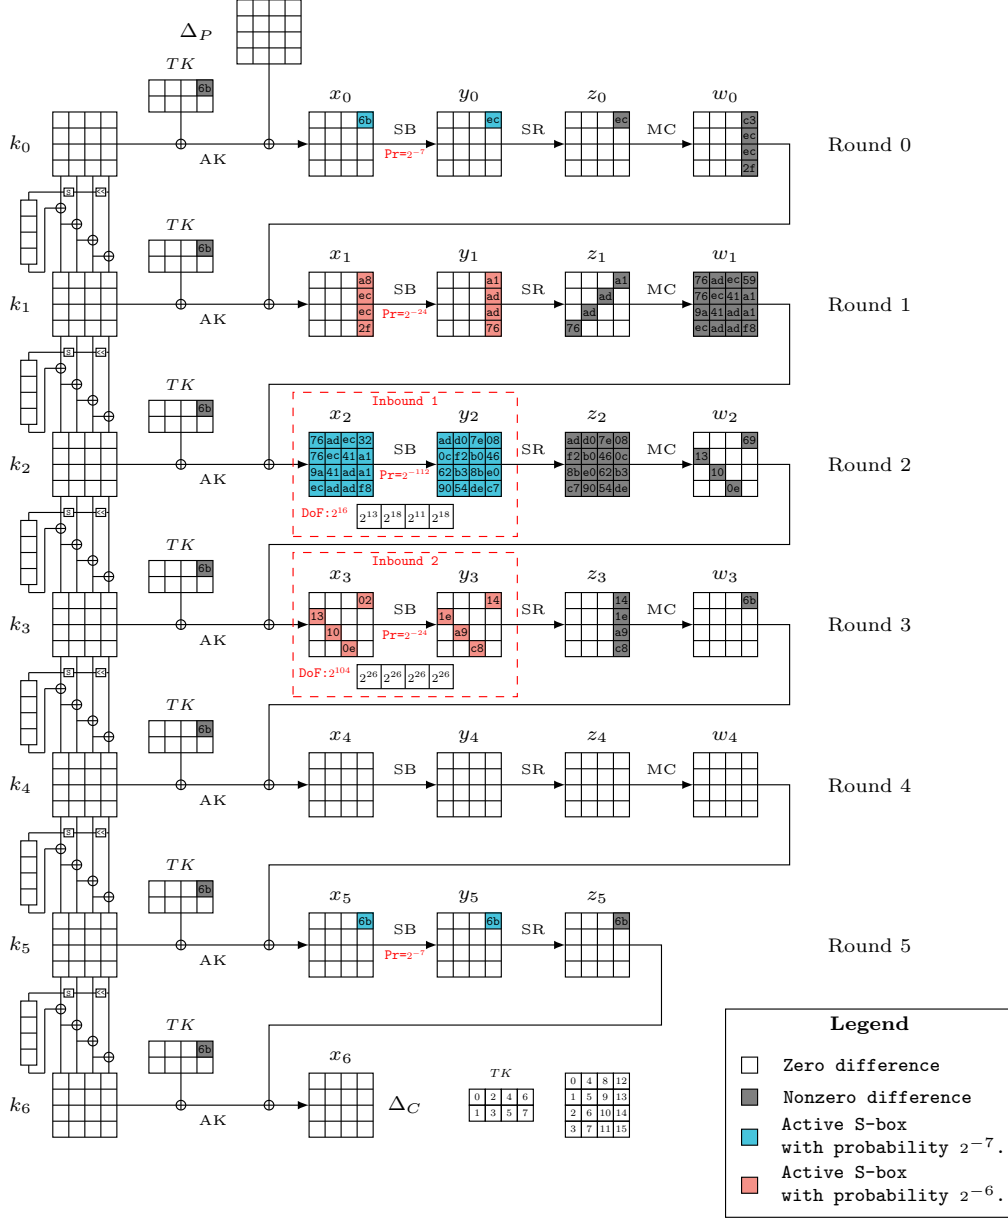 Δ_P
TK
6b
x_0 y_0 z_0 w_0
k_0 AK 6b SB Pr=2^{-7} ec SR ec MC c3 Round 0
ec
ec
2f
S <<
TK
6b
x_1 y_1 z_1 w_1
k_1 AK SB Pr=2^{-24} SR MC
a8 a1 a1 76 ad ec 59
ec ad ad 76 ec 41 a1
ec ad ad 9a 41 ad a1
2f 76 76 ec ad ad f8
Round 1
S <<
TK
6b
Inbound 1
x_2 y_2 z_2 w_2
k_2 AK SB Pr=2^{-112} SR MC
76 ad ec 32 ad d0 7e 08 ad d0 7e 08 69
76 ec 41 a1 0c f2 b0 46 f2 b0 46 0c 13
9a 41 ad a1 62 b3 8b e0 8b e0 62 b3 10
ec ad ad f8 90 54 de c7 c7 90 54 de 0e
Round 2
DoF:2^{16} 2^{13} 2^{18} 2^{11} 2^{18}
S <<
TK
6b
Inbound 2
x_3 y_3 z_3 w_3
k_3 AK SB Pr=2^{-24} SR MC
02 14 14 6b
13 1e 1e
10 a9 a9
0e c8 c8
Round 3
DoF:2^{104} 2^{26} 2^{26} 2^{26} 2^{26}
S <<
TK
6b
x_4 y_4 z_4 w_4
k_4 AK SB SR MC Round 4
S <<
TK
6b
x_5 y_5 z_5
k_5 AK 6b SB Pr=2^{-7} 6b SR 6b Round 5
S <<
TK
6b
x_6
k_6 AK Δ_C
TK
0 2 4 6
1 3 5 7
0 4 8 12
1 5 9 13
2 6 10 14
3 7 11 15
Legend
Zero difference
Nonzero difference
Active S-box
with probability 2^{-7}.
Active S-box
with probability 2^{-6}.